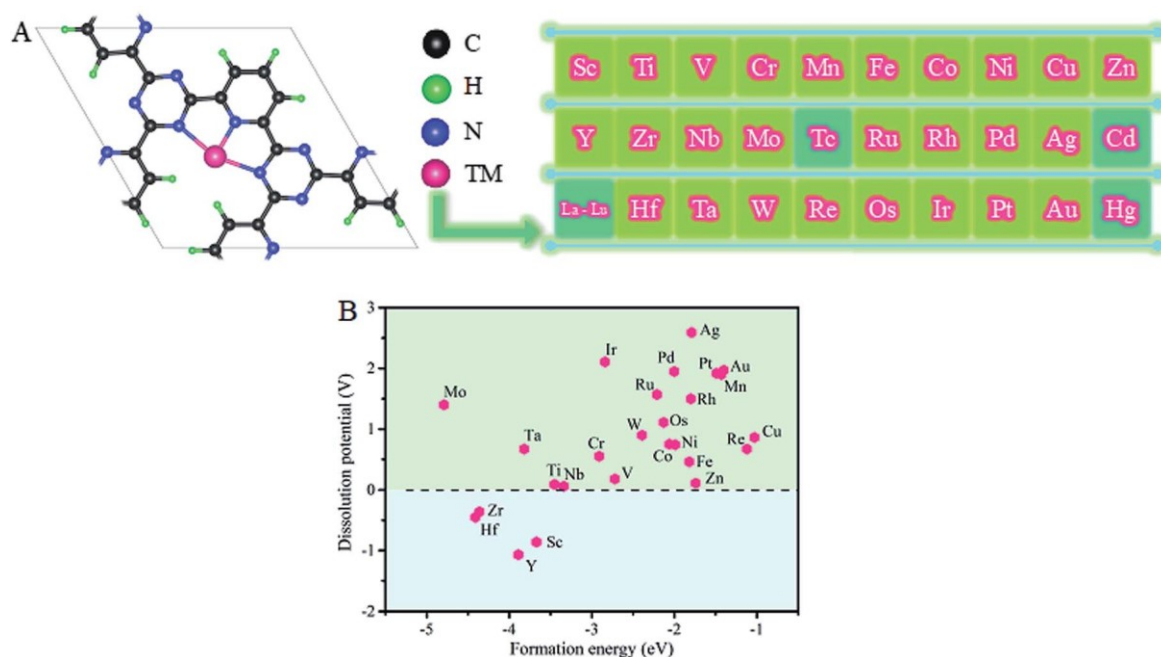 A
C
H
N
TM
Sc Ti V Cr Mn Fe Co Ni Cu Zn
Y Zr Nb Mo Tc Ru Rh Pd Ag Cd
La-Lu Hf Ta W Re Os Ir Pt Au Hg
B
3
2
1
0
-1
-2
Dissolution potential (V)
Ag
Ir
Pd
Pt
Au
Mn
Mo
Ru
Rh
Os
W
Cu
Re
Ta
Cr
Co
Ni
Fe
Ti
Nb
V
Zn
Zr
Hf
Sc
Y
-5 -4 -3 -2 -1
Formation energy (eV)